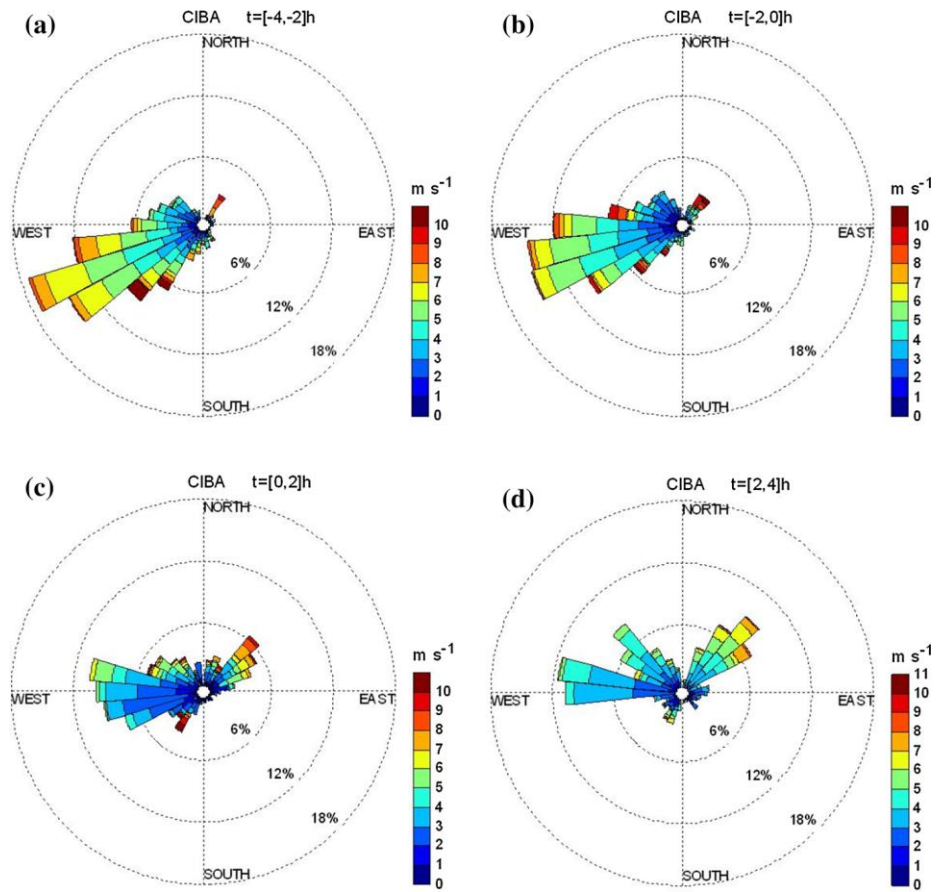 (a) CIBA t=[-4,-2]h
NORTH
WEST
EAST
SOUTH
6%
12%
18%
m s-1
10
9
8
7
6
5
4
3
2
1
0
(b) CIBA t=[-2,0]h
NORTH
WEST
EAST
SOUTH
6%
12%
18%
m s-1
10
9
8
7
6
5
4
3
2
1
0
(c) CIBA t=[0,2]h
NORTH
WEST
EAST
SOUTH
6%
12%
18%
m s-1
10
9
8
7
6
5
4
3
2
1
0
(d) CIBA t=[2,4]h
NORTH
WEST
EAST
SOUTH
6%
12%
18%
m s-1
11
10
9
8
7
6
5
4
3
2
1
0